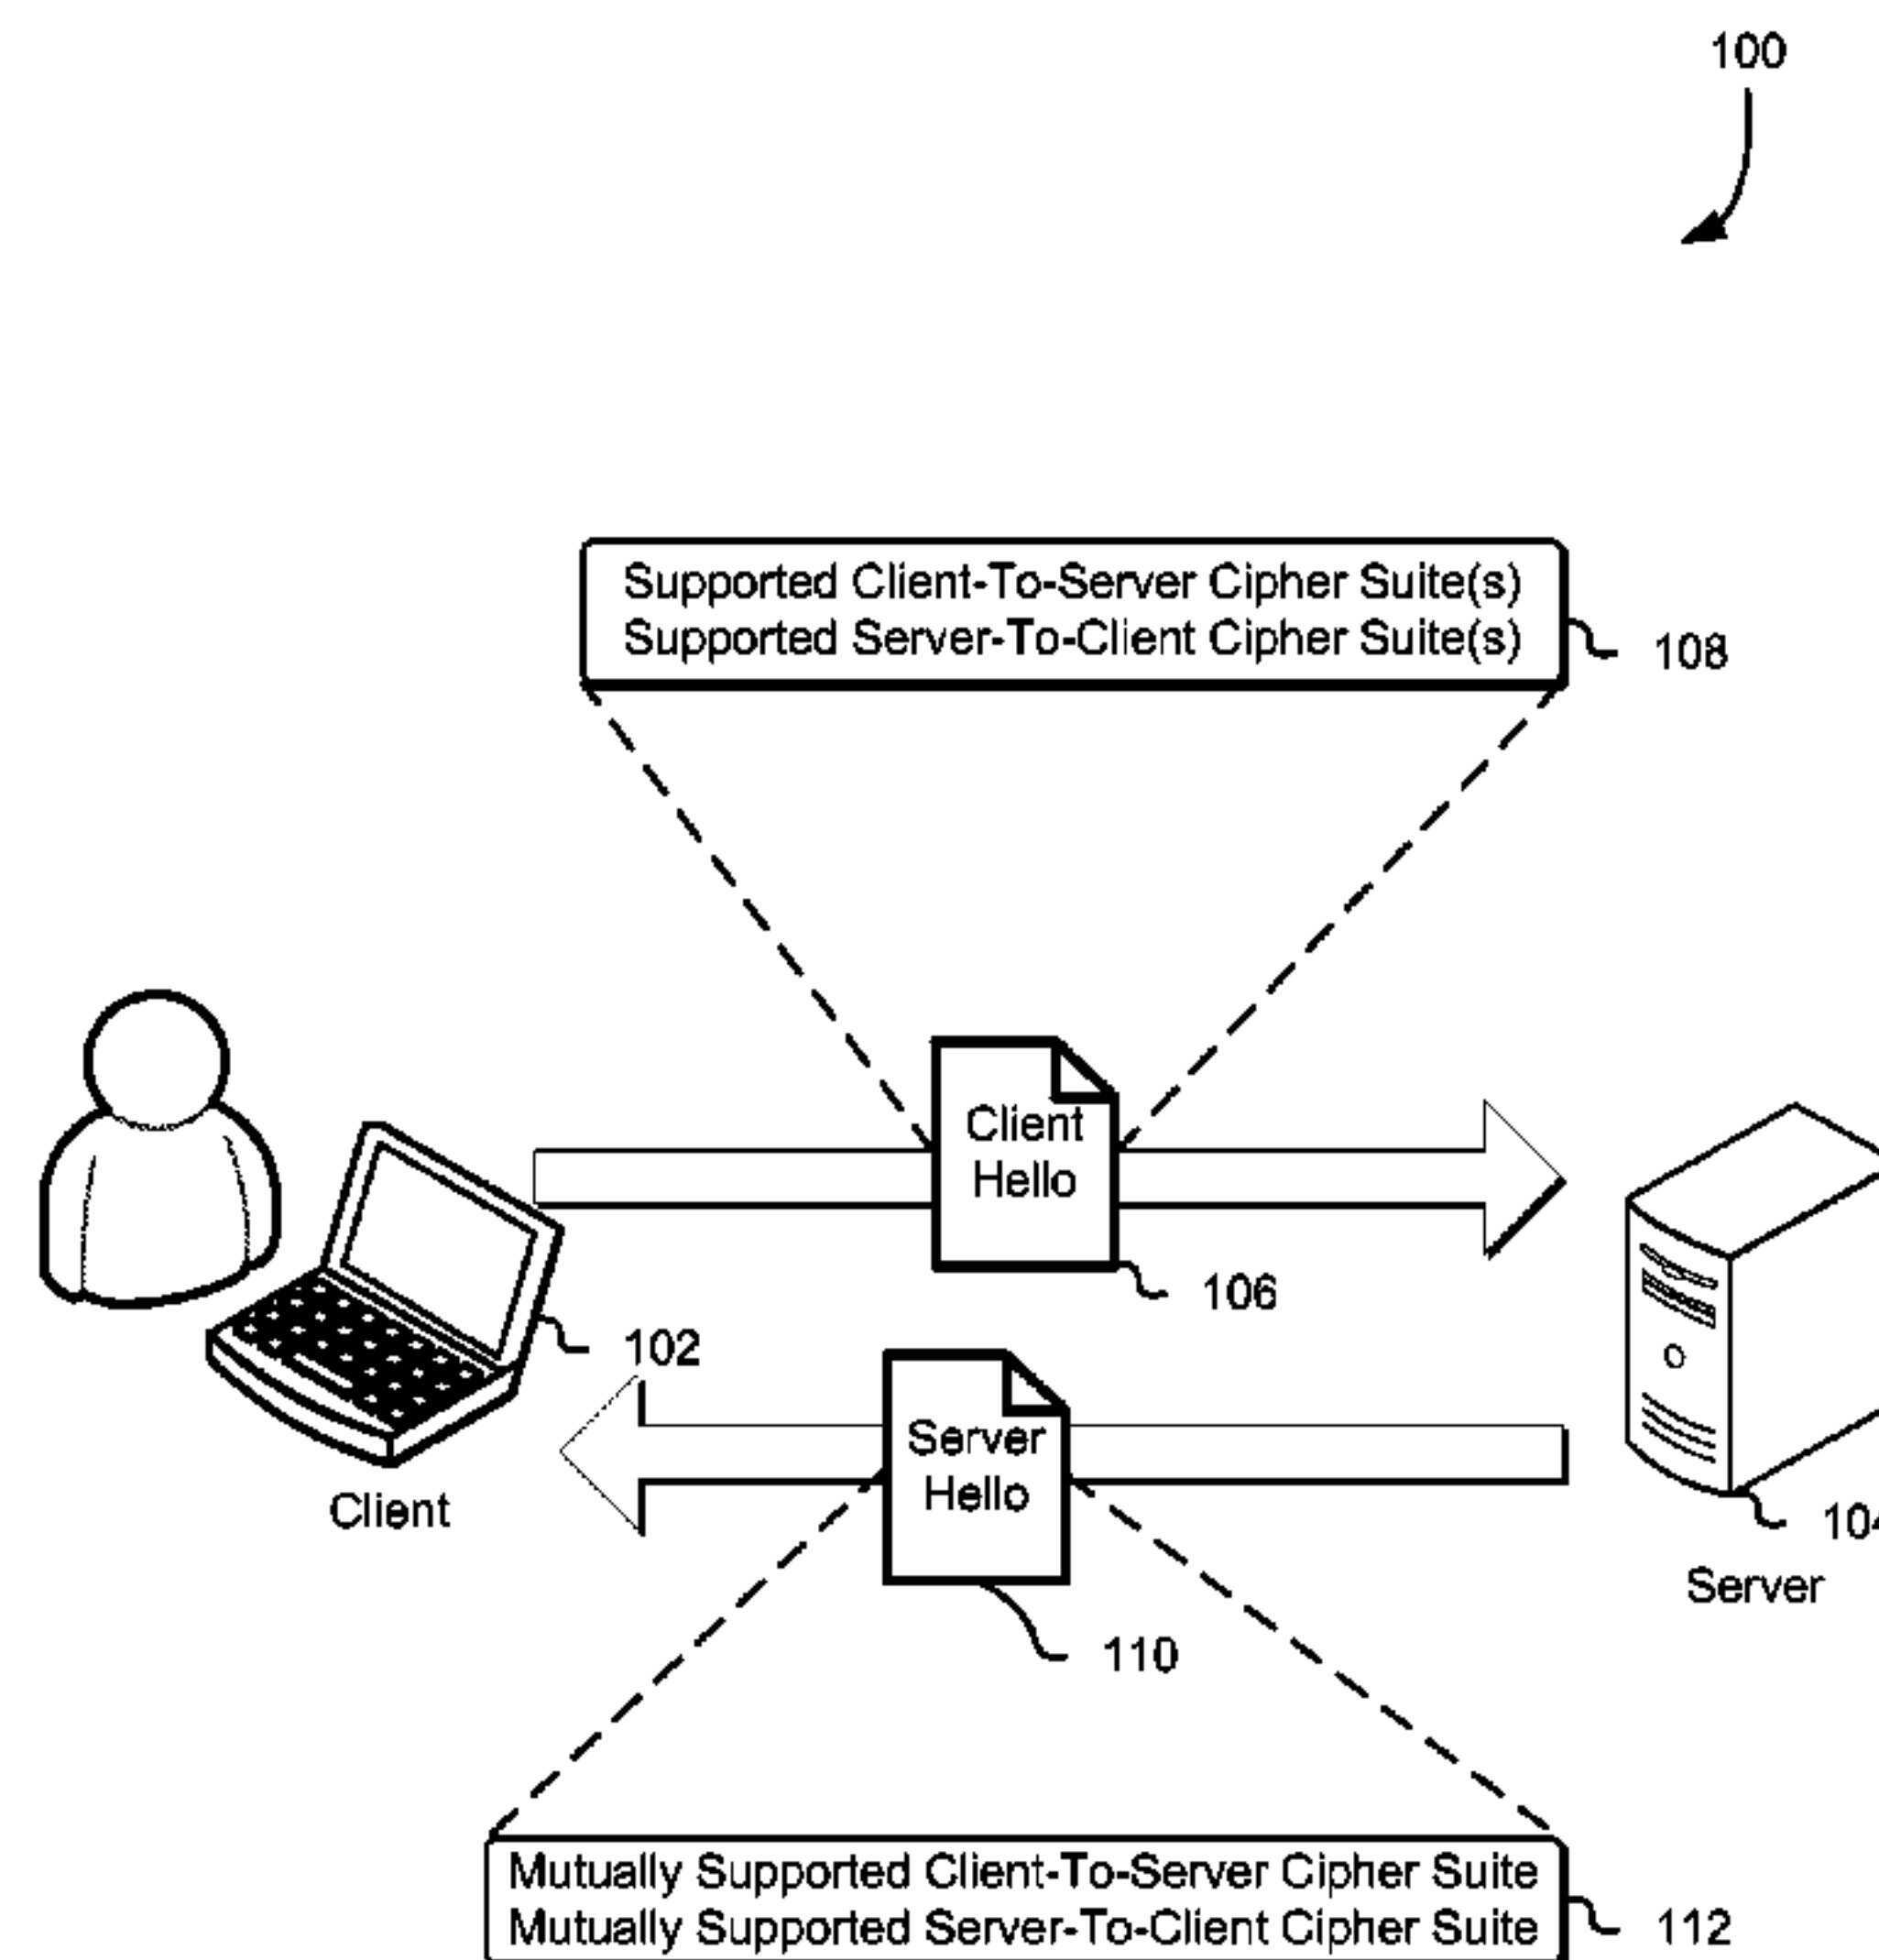 100
Supported Client-To-Server Cipher Suite(s)
Supported Server-To-Client Cipher Suite(s)
108
Client
Hello
106
102
Server
Hello
Client
104
Server
110
Mutually Supported Client-To-Server Cipher Suite
Mutually Supported Server-To-Client Cipher Suite
112